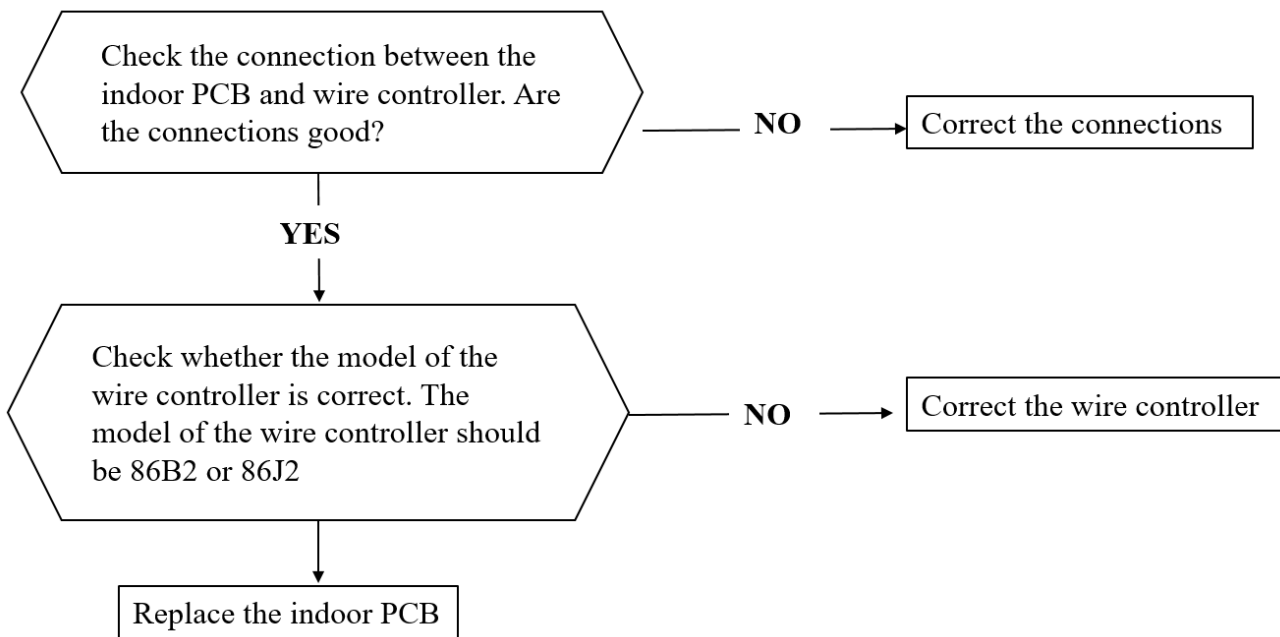 Check the connection between the
indoor PCB and wire controller. Are
the connections good?
NO
Correct the connections
YES
Check whether the model of the
wire controller is correct. The
model of the wire controller should
be 86B2 or 86J2
NO
Correct the wire controller
Replace the indoor PCB